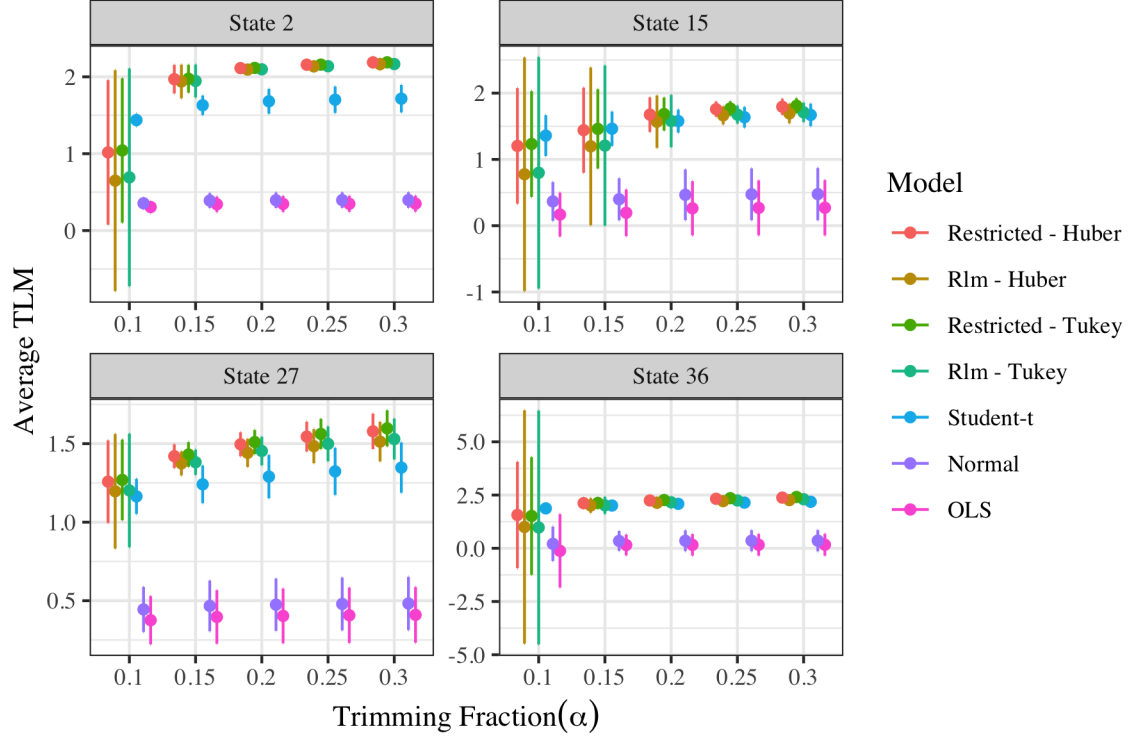 State 2
State 15
2
1
0
0.1 0.15 0.2 0.25 0.3
2
1
0
-1
0.1 0.15 0.2 0.25 0.3
State 27
State 36
1.5
1.0
0.5
0.1 0.15 0.2 0.25 0.3
5.0
2.5
0.0
-2.5
-5.0
0.1 0.15 0.2 0.25 0.3
Average TLM
Trimming Fraction(α)
Model
Restricted - Huber
Rlm - Huber
Restricted - Tukey
Rlm - Tukey
Student-t
Normal
OLS